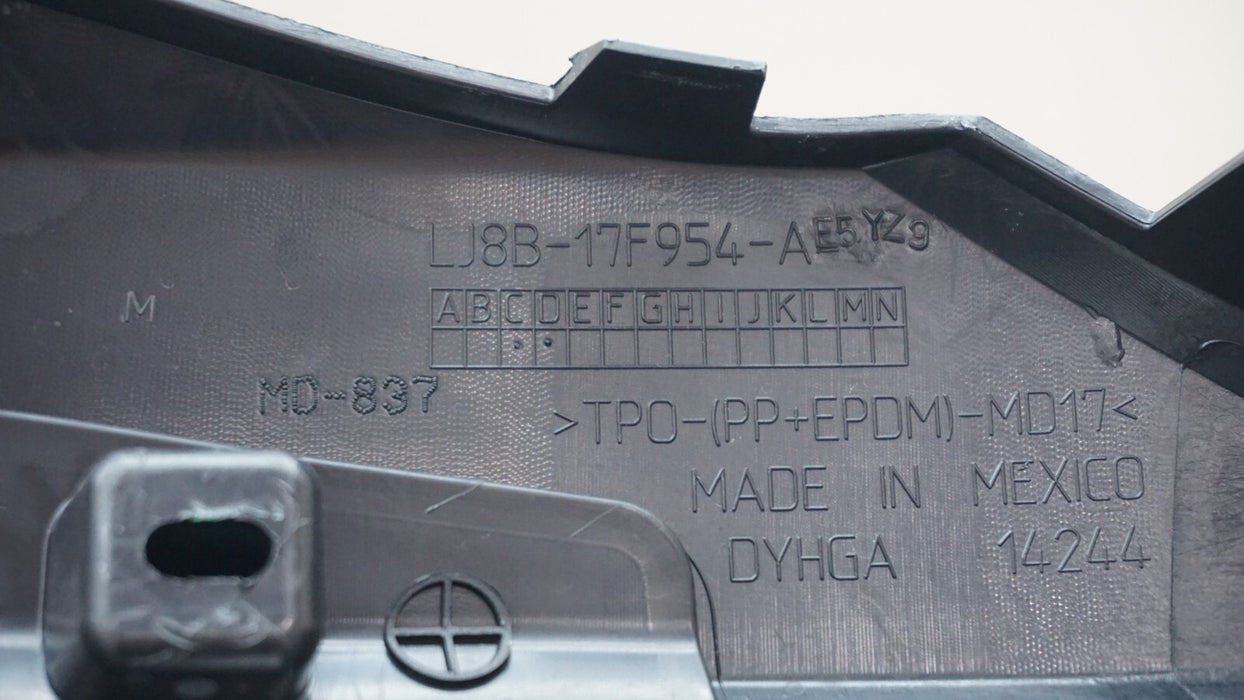 LJ8B-17F954-AE5YZ9
ABCDEFGHIJKLMN
M
MD-837
>TPO-(PP+EPDM)-MD17<
MADE IN MEXICO
DYHGA 14244